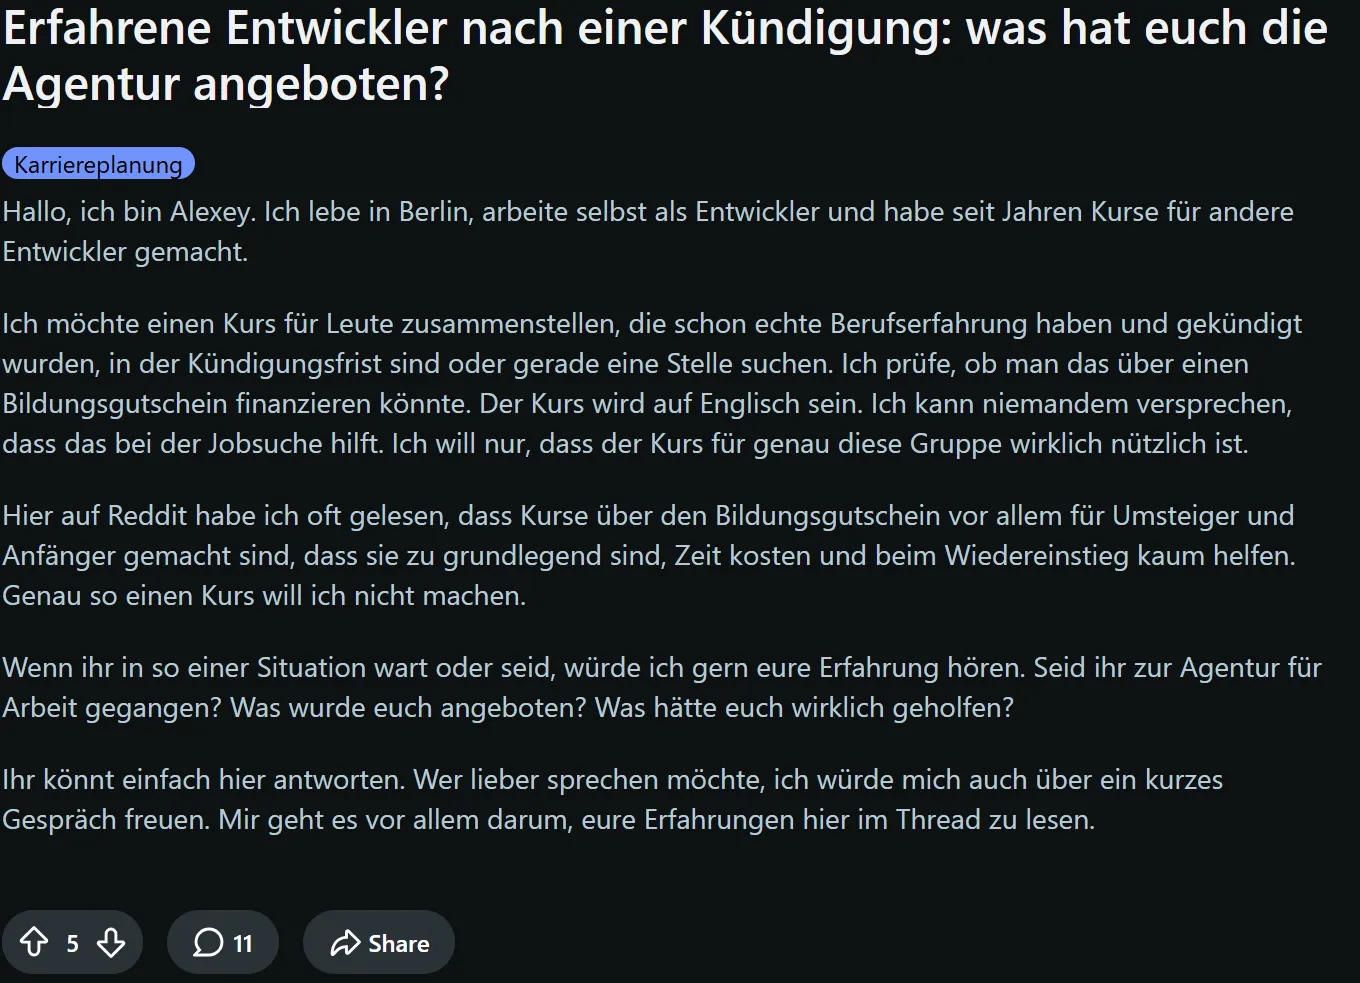 Erfahrene Entwickler nach einer Kündigung: was hat euch die
Agentur angeboten?
Karriereplanung
Hallo, ich bin Alexey. Ich lebe in Berlin, arbeite selbst als Entwickler und habe seit Jahren Kurse für andere
Entwickler gemacht.
Ich möchte einen Kurs für Leute zusammenstellen, die schon echte Berufserfahrung haben und gekündigt
wurden, in der Kündigungsfrist sind oder gerade eine Stelle suchen. Ich prüfe, ob man das über einen
Bildungsgutschein finanzieren könnte. Der Kurs wird auf Englisch sein. Ich kann niemandem versprechen,
dass das bei der Jobsuche hilft. Ich will nur, dass der Kurs für genau diese Gruppe wirklich nützlich ist.
Hier auf Reddit habe ich oft gelesen, dass Kurse über den Bildungsgutschein vor allem für Umsteiger und
Anfänger gemacht sind, dass sie zu grundlegend sind, Zeit kosten und beim Wiedereinstieg kaum helfen.
Genau so einen Kurs will ich nicht machen.
Wenn ihr in so einer Situation wart oder seid, würde ich gern eure Erfahrung hören. Seid ihr zur Agentur für
Arbeit gegangen? Was wurde euch angeboten? Was hätte euch wirklich geholfen?
Ihr könnt einfach hier antworten. Wer lieber sprechen möchte, ich würde mich auch über ein kurzes
Gespräch freuen. Mir geht es vor allem darum, eure Erfahrungen hier im Thread zu lesen.
5 11 Share